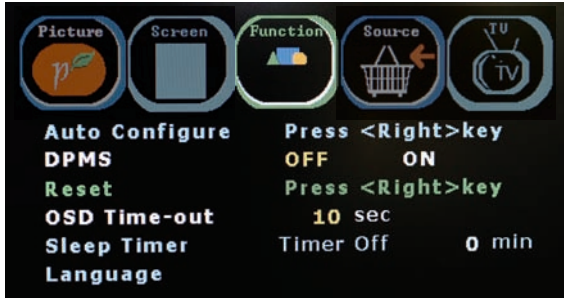 Picture Screen Function Source TV
p TV
Auto Configure Press <Right>key
DPMS OFF ON
Reset Press <Right>key
OSD Time-out 10 sec
Sleep Timer Timer Off 0 min
Language